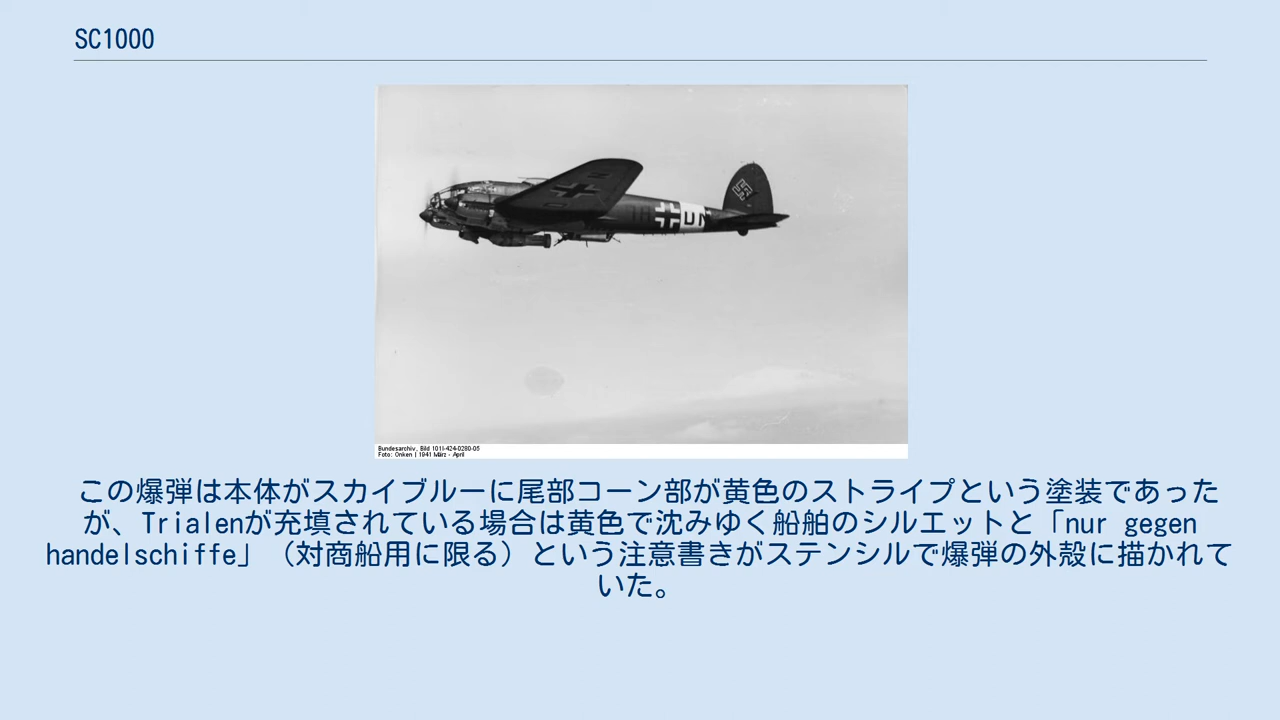 SC1000
Bundesarchiv, Bild 101I-424-0280-05
Foto: Onken | 1941 März - April
この爆弾は本体がスカイブルーに尾部コーン部が黄色のストライプという塗装であった
が、Trialenが充填されている場合は黄色で沈みゆく船舶のシルエットと「nur gegen
handelschiffe」（対商船用に限る）という注意書きがステンシルで爆弾の外殻に描かれて
いた。